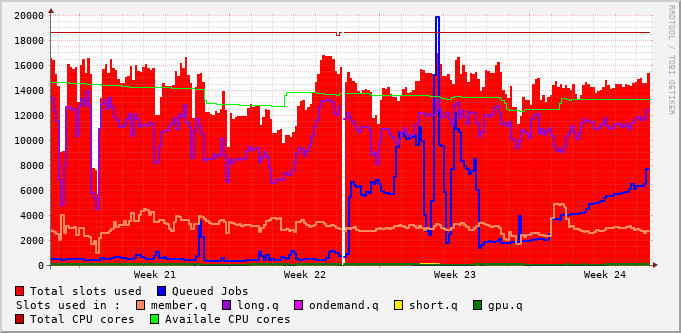 20000
18000
16000
14000
12000
10000
8000
6000
4000
2000
0
Week 21 Week 22 Week 23 Week 24
RRDTOOL / TOBI OETIKER
Total slots used Queued Jobs
Slots used in : member.q long.q ondemand.q short.q gpu.q
Total CPU cores Availale CPU cores